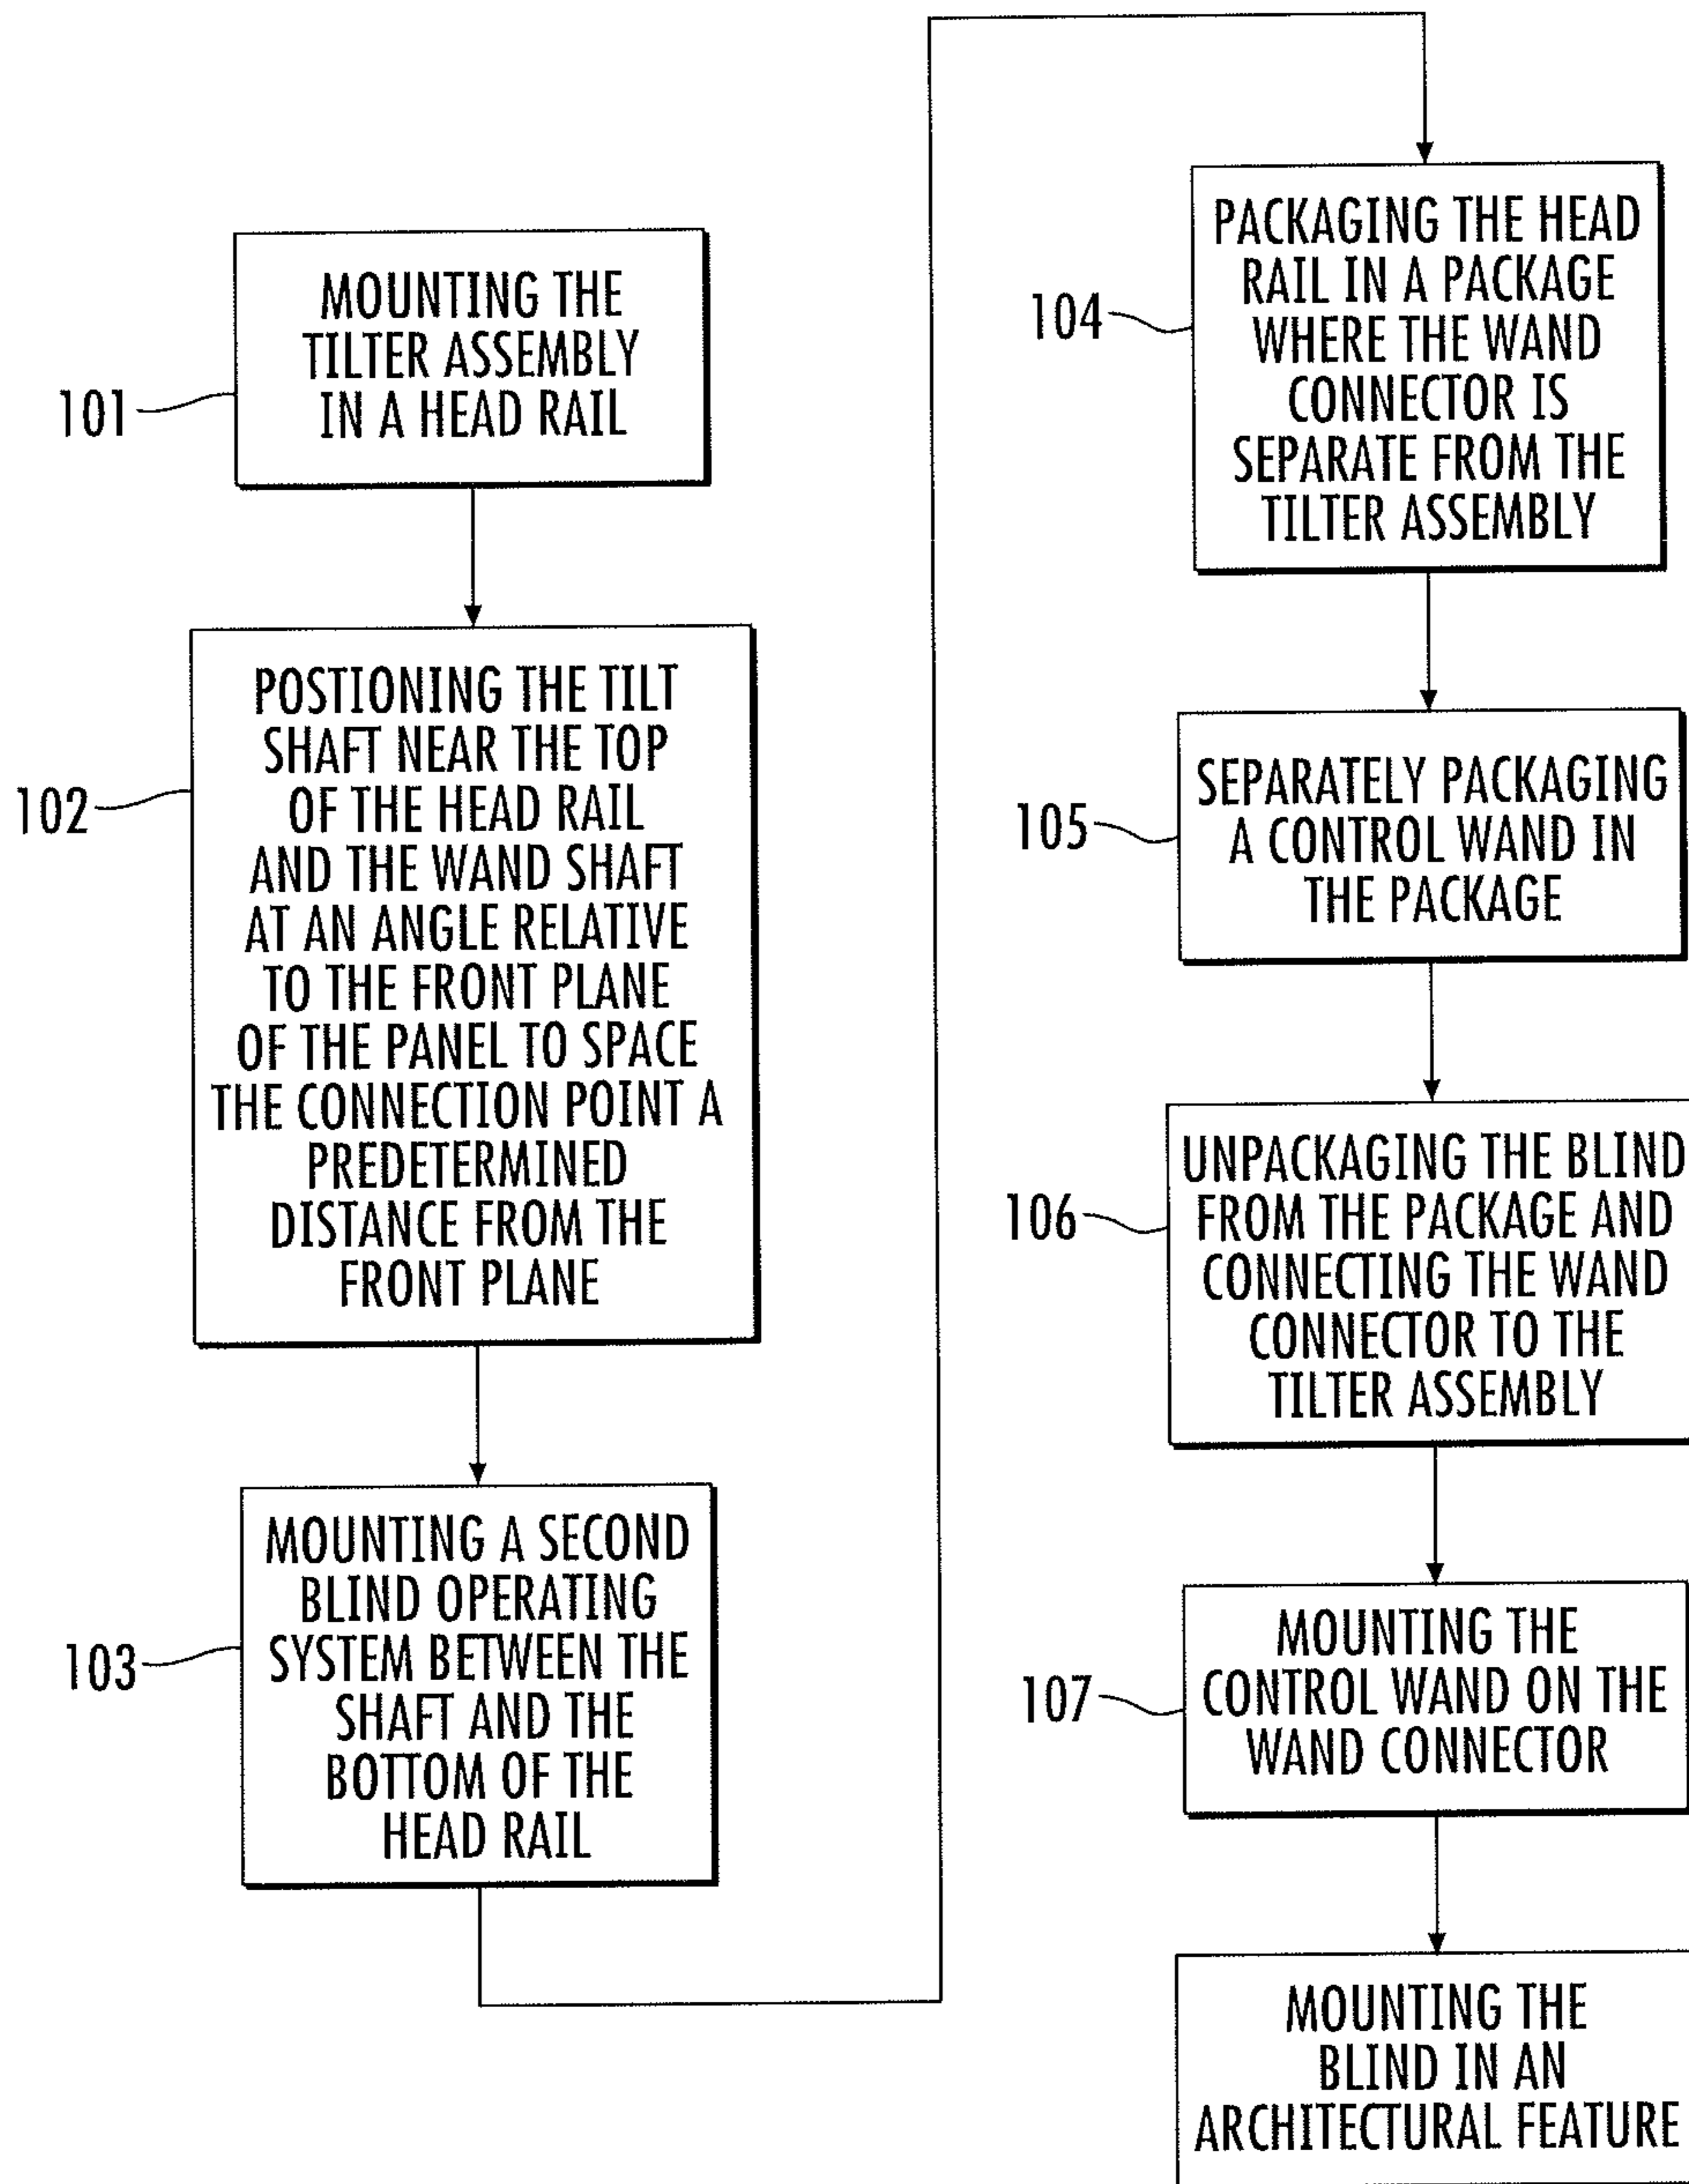 101
MOUNTING THE
TILTER ASSEMBLY
IN A HEAD RAIL
102
POSTIONING THE TILT
SHAFT NEAR THE TOP
OF THE HEAD RAIL
AND THE WAND SHAFT
AT AN ANGLE RELATIVE
TO THE FRONT PLANE
OF THE PANEL TO SPACE
THE CONNECTION POINT A
PREDETERMINED
DISTANCE FROM THE
FRONT PLANE
103
MOUNTING A SECOND
BLIND OPERATING
SYSTEM BETWEEN THE
SHAFT AND THE
BOTTOM OF THE
HEAD RAIL
104
PACKAGING THE HEAD
RAIL IN A PACKAGE
WHERE THE WAND
CONNECTOR IS
SEPARATE FROM THE
TILTER ASSEMBLY
105
SEPARATELY PACKAGING
A CONTROL WAND IN
THE PACKAGE
106
UNPACKAGING THE BLIND
FROM THE PACKAGE AND
CONNECTING THE WAND
CONNECTOR TO THE
TILTER ASSEMBLY
107
MOUNTING THE
CONTROL WAND ON THE
WAND CONNECTOR
MOUNTING THE
BLIND IN AN
ARCHITECTURAL FEATURE